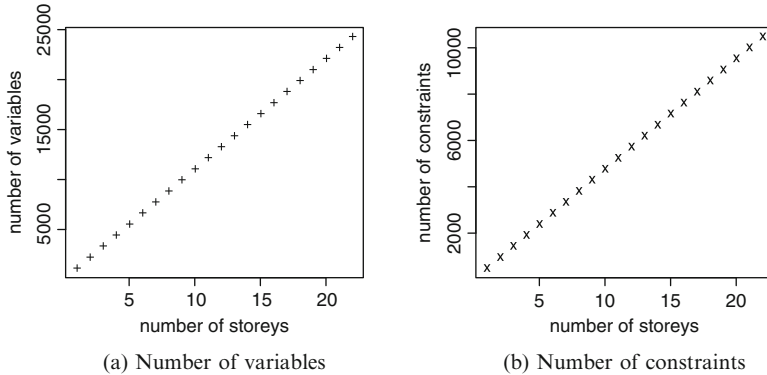 number of variables
25000
15000
5000
5
10
15
20
number of storeys
(a) Number of variables
number of constraints
10000
6000
2000
5
10
15
20
number of storeys
(b) Number of constraints